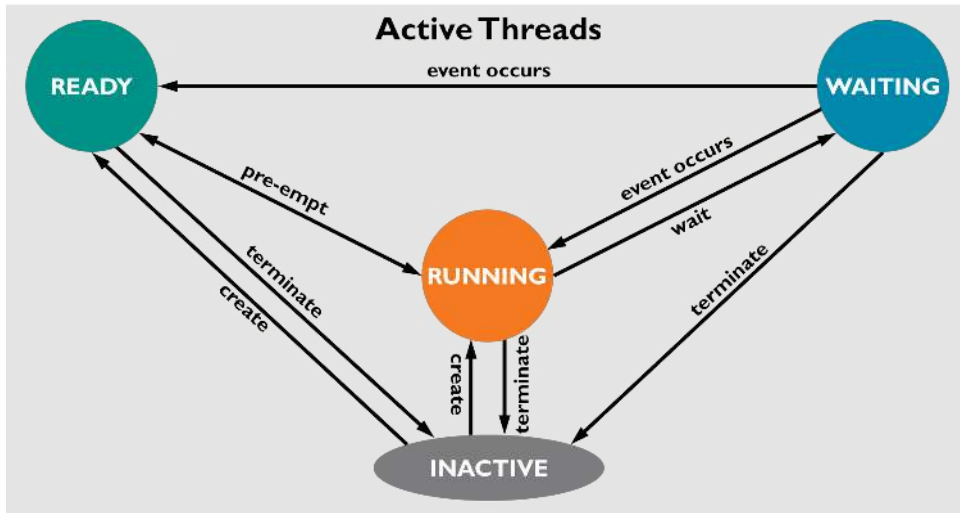 Active Threads
READY
event occurs
WAITING
pre-empt
event occurs
wait
RUNNING
terminate
create
terminate
create
terminate
INACTIVE